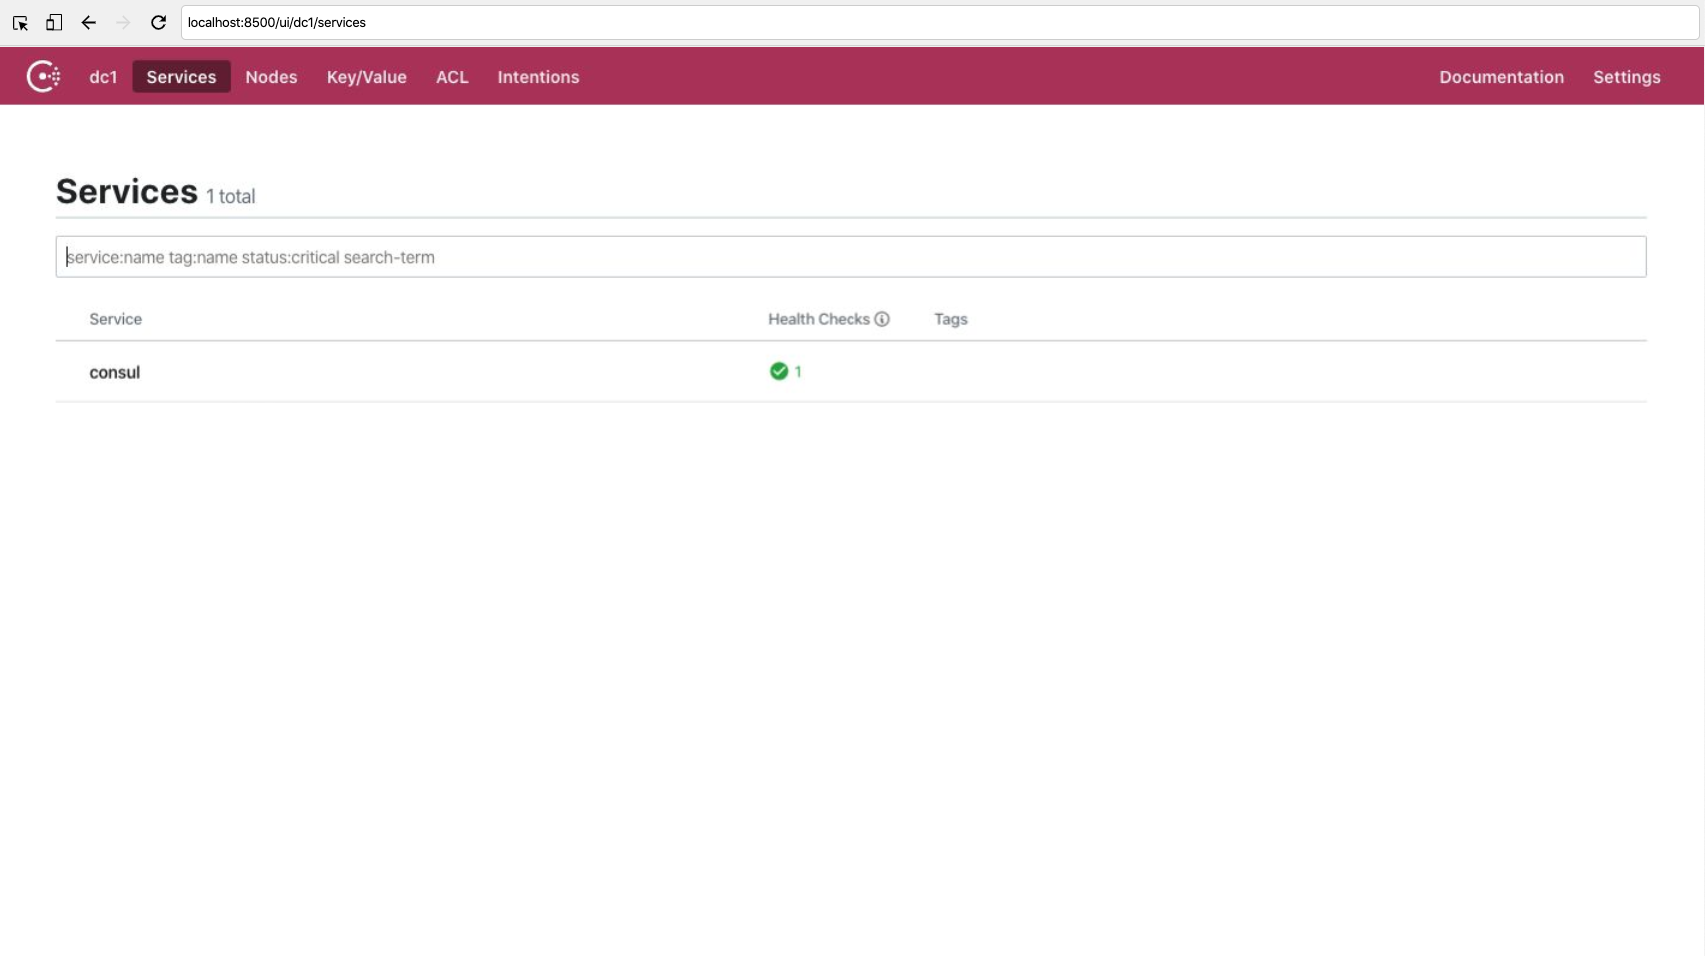 localhost:8500/ui/dc1/services
dc1 Services Nodes Key/Value ACL Intentions Documentation Settings
Services 1 total
service:name tag:name status:critical search-term
Service Health Checks Tags
consul 1